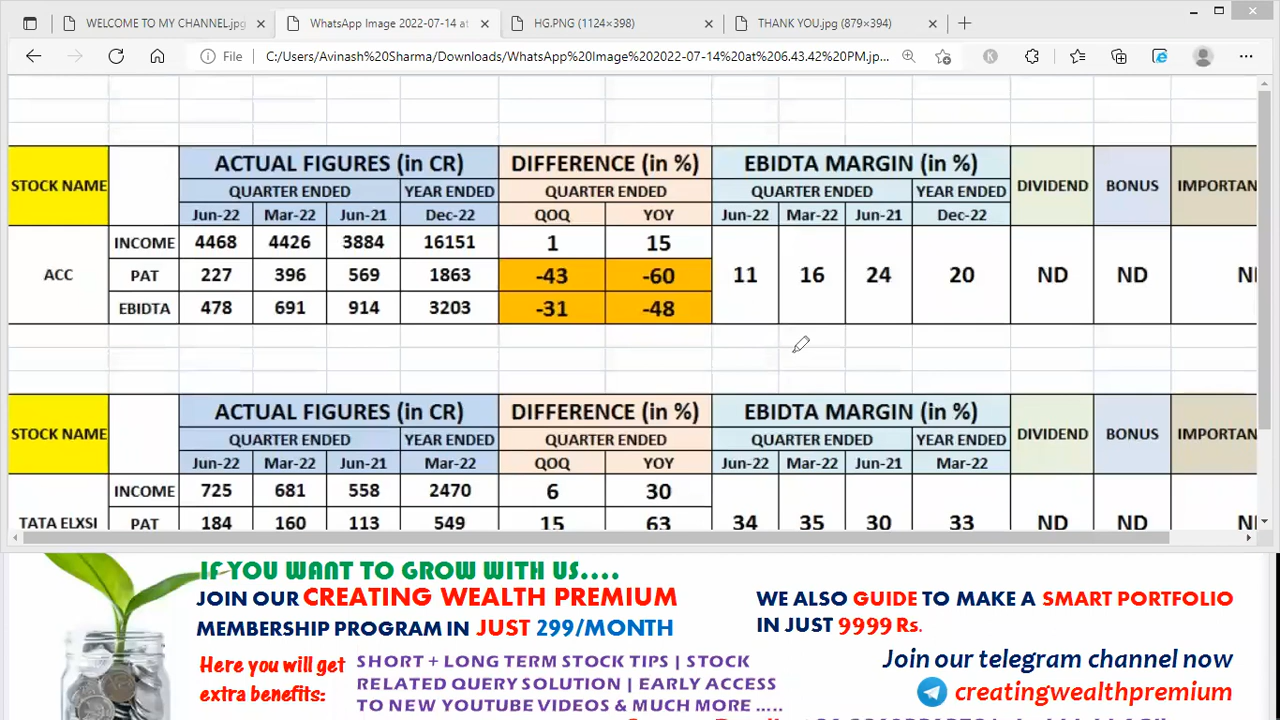 WELCOME TO MY CHANNEL.jpg
WhatsApp Image 2022-07-14 at
HG.PNG (1124×398)
THANK YOU.jpg (879×394)
File
C:/Users/Avinash%20Sharma/Downloads/WhatsApp%20Image%202022-07-14%20at%206.43.42%20PM.jp...
STOCK NAME
ACTUAL FIGURES (in CR)
DIFFERENCE (in %)
EBIDTA MARGIN (in %)
DIVIDEND
BONUS
IMPORTAN
QUARTER ENDED
YEAR ENDED
QUARTER ENDED
QUARTER ENDED
YEAR ENDED
Jun-22 Mar-22 Jun-21 Dec-22 QOQ YOY Jun-22 Mar-22 Jun-21 Dec-22
ACC
INCOME 4468 4426 3884 16151 1 15
PAT 227 396 569 1863 -43 -60 11 16 24 20 ND ND N
EBIDTA 478 691 914 3203 -31 -48
STOCK NAME
ACTUAL FIGURES (in CR)
DIFFERENCE (in %)
EBIDTA MARGIN (in %)
DIVIDEND
BONUS
IMPORTAN
QUARTER ENDED
YEAR ENDED
QUARTER ENDED
QUARTER ENDED
YEAR ENDED
Jun-22 Mar-22 Jun-21 Mar-22 QOQ YOY Jun-22 Mar-22 Jun-21 Mar-22
INCOME 725 681 558 2470 6 30
TATA ELXSI PAT 184 160 113 549 15 63 34 35 30 33 ND ND N
IF YOU WANT TO GROW WITH US....
JOIN OUR CREATING WEALTH PREMIUM
MEMBERSHIP PROGRAM IN JUST 299/MONTH
Here you will get
extra benefits:
SHORT + LONG TERM STOCK TIPS | STOCK
RELATED QUERY SOLUTION | EARLY ACCESS
TO NEW YOUTUBE VIDEOS & MUCH MORE .....
WE ALSO GUIDE TO MAKE A SMART PORTFOLIO
IN JUST 9999 Rs.
Join our telegram channel now
creatingwealthpremium